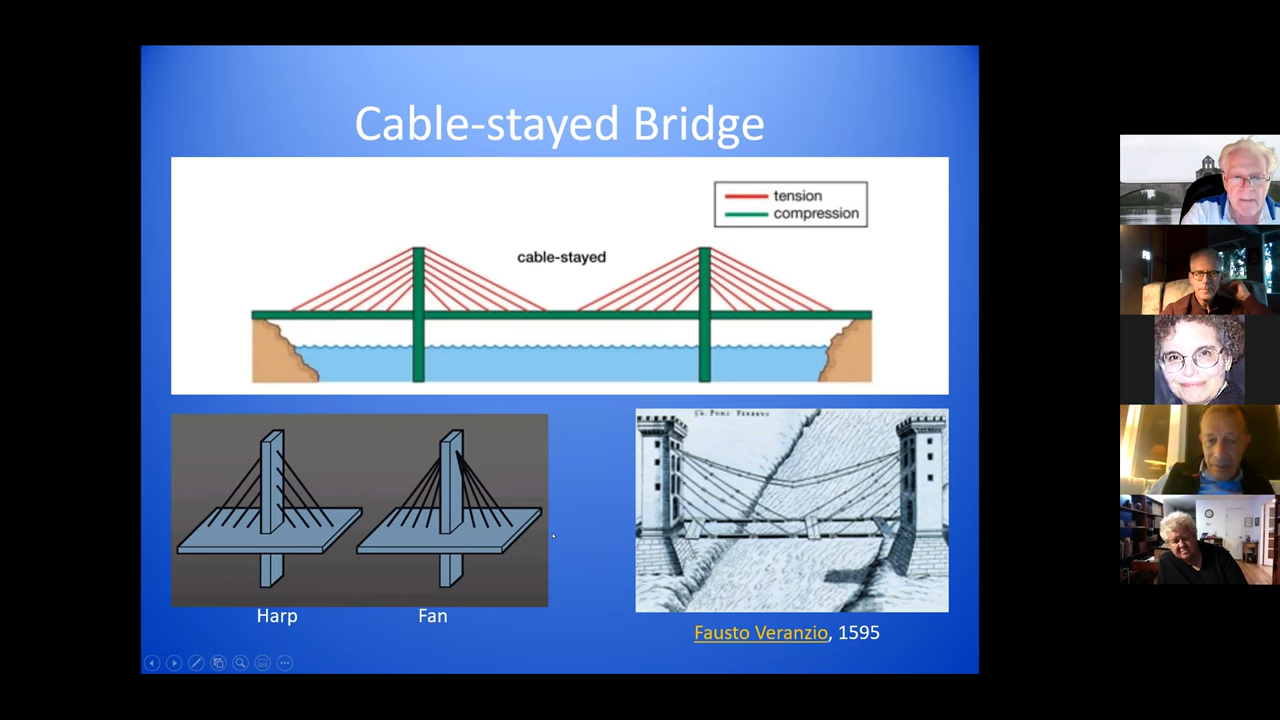 Cable-stayed Bridge
tension
compression
cable-stayed
Harp
Fan
Fausto Veranzio, 1595